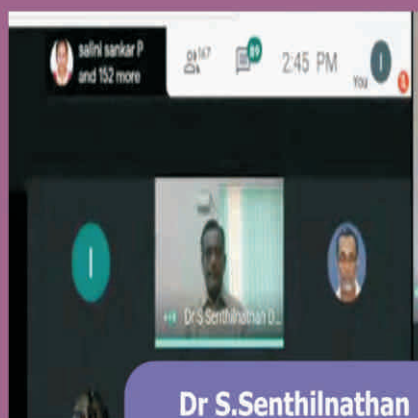 salini sankar P
and 152 more
167
89
2:45 PM
You
I
I
Dr S Senthilnathan D...
Dr S.Senthilnathan